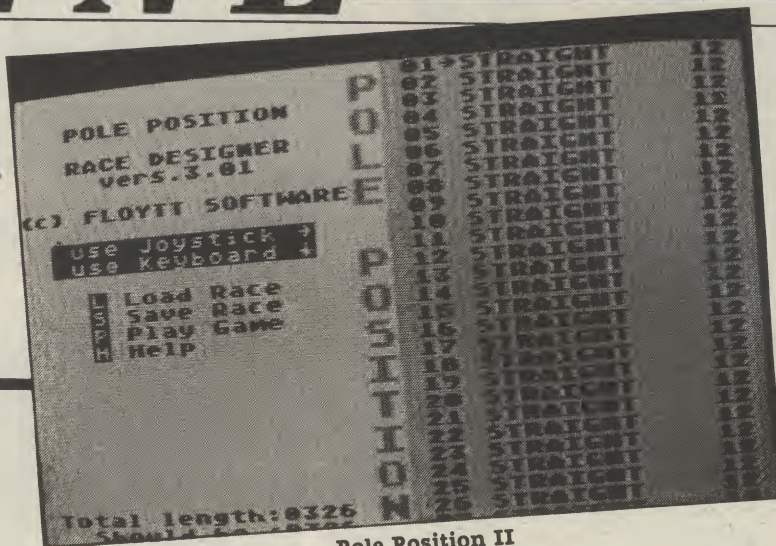 POLE POSITION
RACE DESIGNER
vers.3.01
(c) FLOYTT SOFTWARE
use Joystick →
use Keyboard ↓
L Load Race
S Save Race
P Play Game
H Help
Total length:0326
Should be
POLE POSITION
01→STRAIGHT 12
02 STRAIGHT 12
03 STRAIGHT 12
04 STRAIGHT 12
05 STRAIGHT 12
06 STRAIGHT 12
07 STRAIGHT 12
08 STRAIGHT 12
09 STRAIGHT 12
10 STRAIGHT 12
11 STRAIGHT 12
12 STRAIGHT 12
13 STRAIGHT 12
14 STRAIGHT 12
15 STRAIGHT 12
16 STRAIGHT 12
17 STRAIGHT 12
18 STRAIGHT 12
19 STRAIGHT 12
20 STRAIGHT 12
21 STRAIGHT 12
22 STRAIGHT 12
23 STRAIGHT 12
24 STRAIGHT 12
25 STRAIGHT 12
26 STRAIGHT 12
Pole Position II